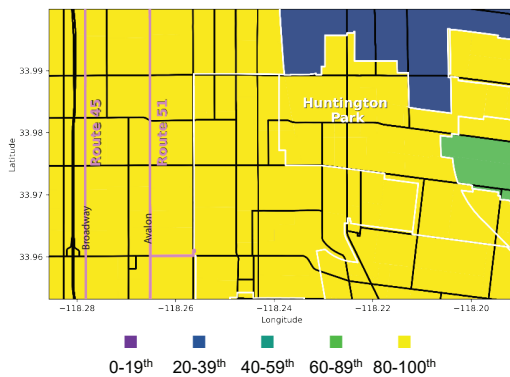 33.99
33.98
33.97
33.96
Latitude
Route 45
Route 51
Broadway
Avalon
Huntington
Park
−118.28
−118.26
−118.24
−118.22
−118.20
Longitude
0-19th
20-39th
40-59th
60-89th
80-100th